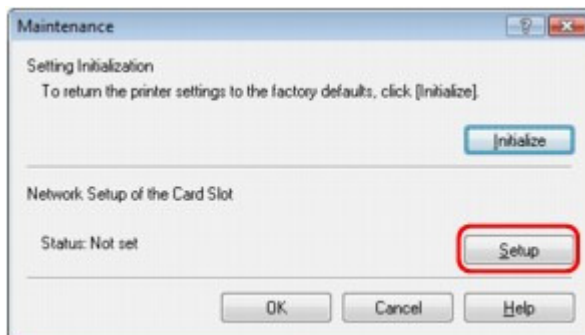 Maintenance
Setting Initialization
To return the printer settings to the factory defaults, click [Initialize].
Initialize
Network Setup of the Card Slot
Status: Not set
Setup
OK
Cancel
Help